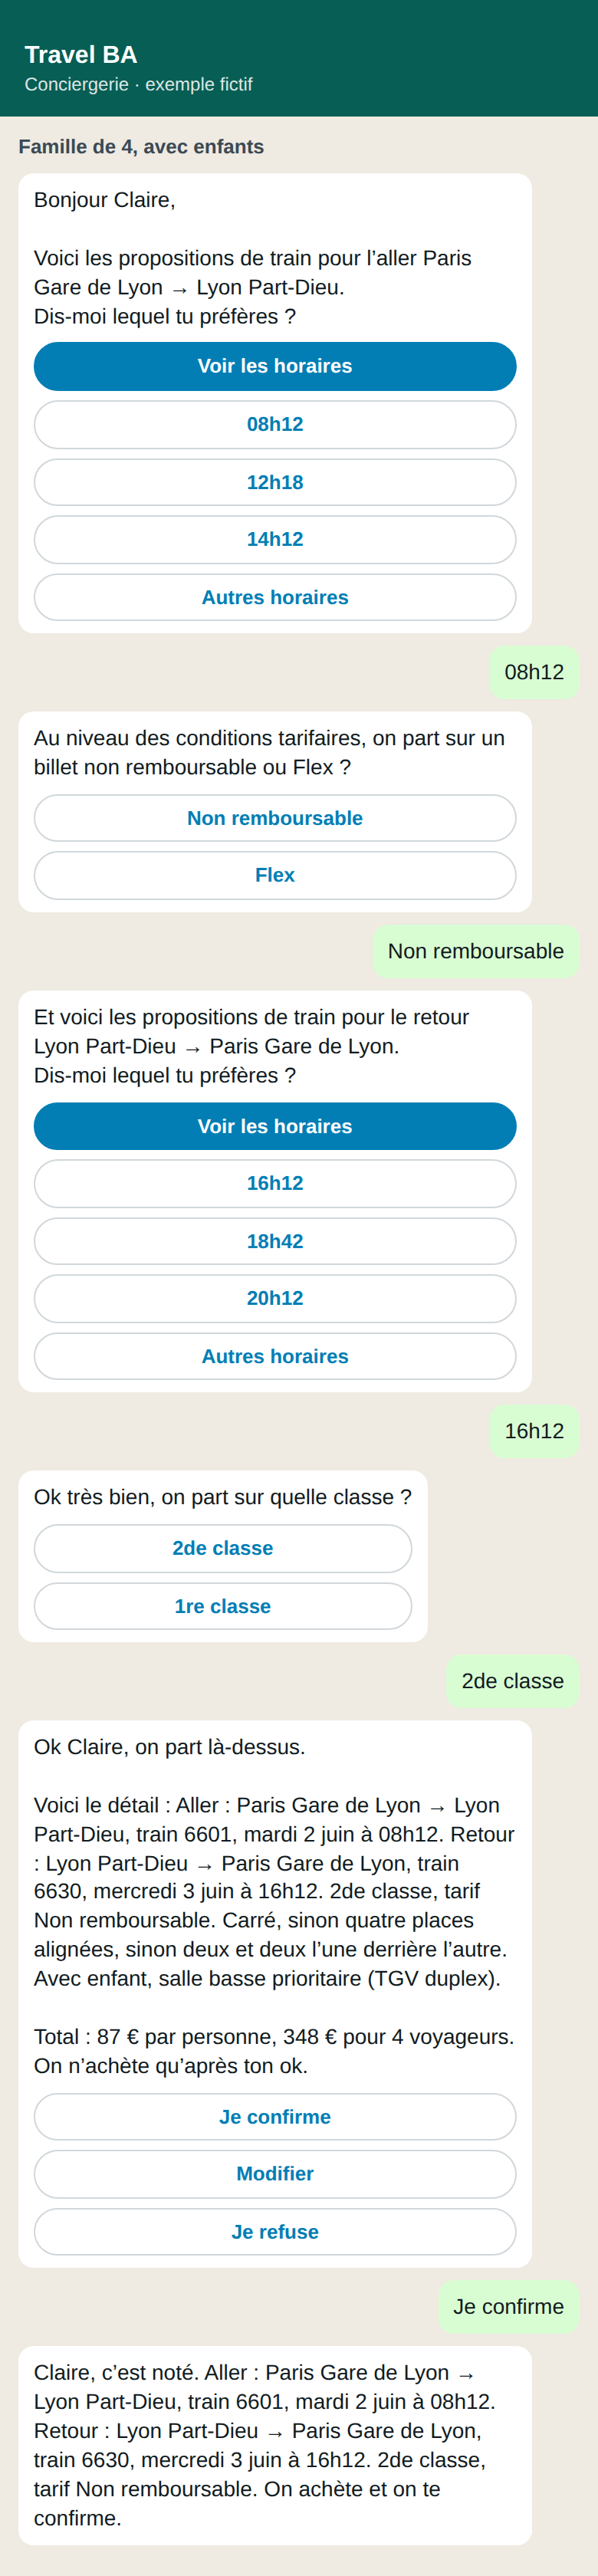 Travel BA
Conciergerie · exemple fictif
Famille de 4, avec enfants
Bonjour Claire,
Voici les propositions de train pour l’aller Paris
Gare de Lyon → Lyon Part-Dieu.
Dis-moi lequel tu préfères ?
Voir les horaires
08h12
12h18
14h12
Autres horaires
08h12
Au niveau des conditions tarifaires, on part sur un
billet non remboursable ou Flex ?
Non remboursable
Flex
Non remboursable
Et voici les propositions de train pour le retour
Lyon Part-Dieu → Paris Gare de Lyon.
Dis-moi lequel tu préfères ?
Voir les horaires
16h12
18h42
20h12
Autres horaires
16h12
Ok très bien, on part sur quelle classe ?
2de classe
1re classe
2de classe
Ok Claire, on part là-dessus.
Voici le détail : Aller : Paris Gare de Lyon → Lyon
Part-Dieu, train 6601, mardi 2 juin à 08h12. Retour
: Lyon Part-Dieu → Paris Gare de Lyon, train
6630, mercredi 3 juin à 16h12. 2de classe, tarif
Non remboursable. Carré, sinon quatre places
alignées, sinon deux et deux l’une derrière l’autre.
Avec enfant, salle basse prioritaire (TGV duplex).
Total : 87 € par personne, 348 € pour 4 voyageurs.
On n’achète qu’après ton ok.
Je confirme
Modifier
Je refuse
Je confirme
Claire, c’est noté. Aller : Paris Gare de Lyon →
Lyon Part-Dieu, train 6601, mardi 2 juin à 08h12.
Retour : Lyon Part-Dieu → Paris Gare de Lyon,
train 6630, mercredi 3 juin à 16h12. 2de classe,
tarif Non remboursable. On achète et on te
confirme.